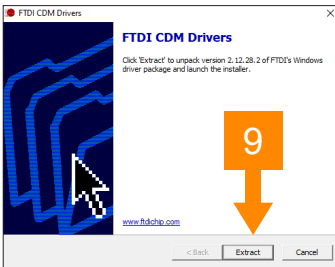 FTDI CDM Drivers
FTDI CDM Drivers
Click 'Extract' to unpack version 2.12.28.2 of FTDI's Windows
driver package and launch the installer.
9
www.ftdichip.com
< Back
Extract
Cancel